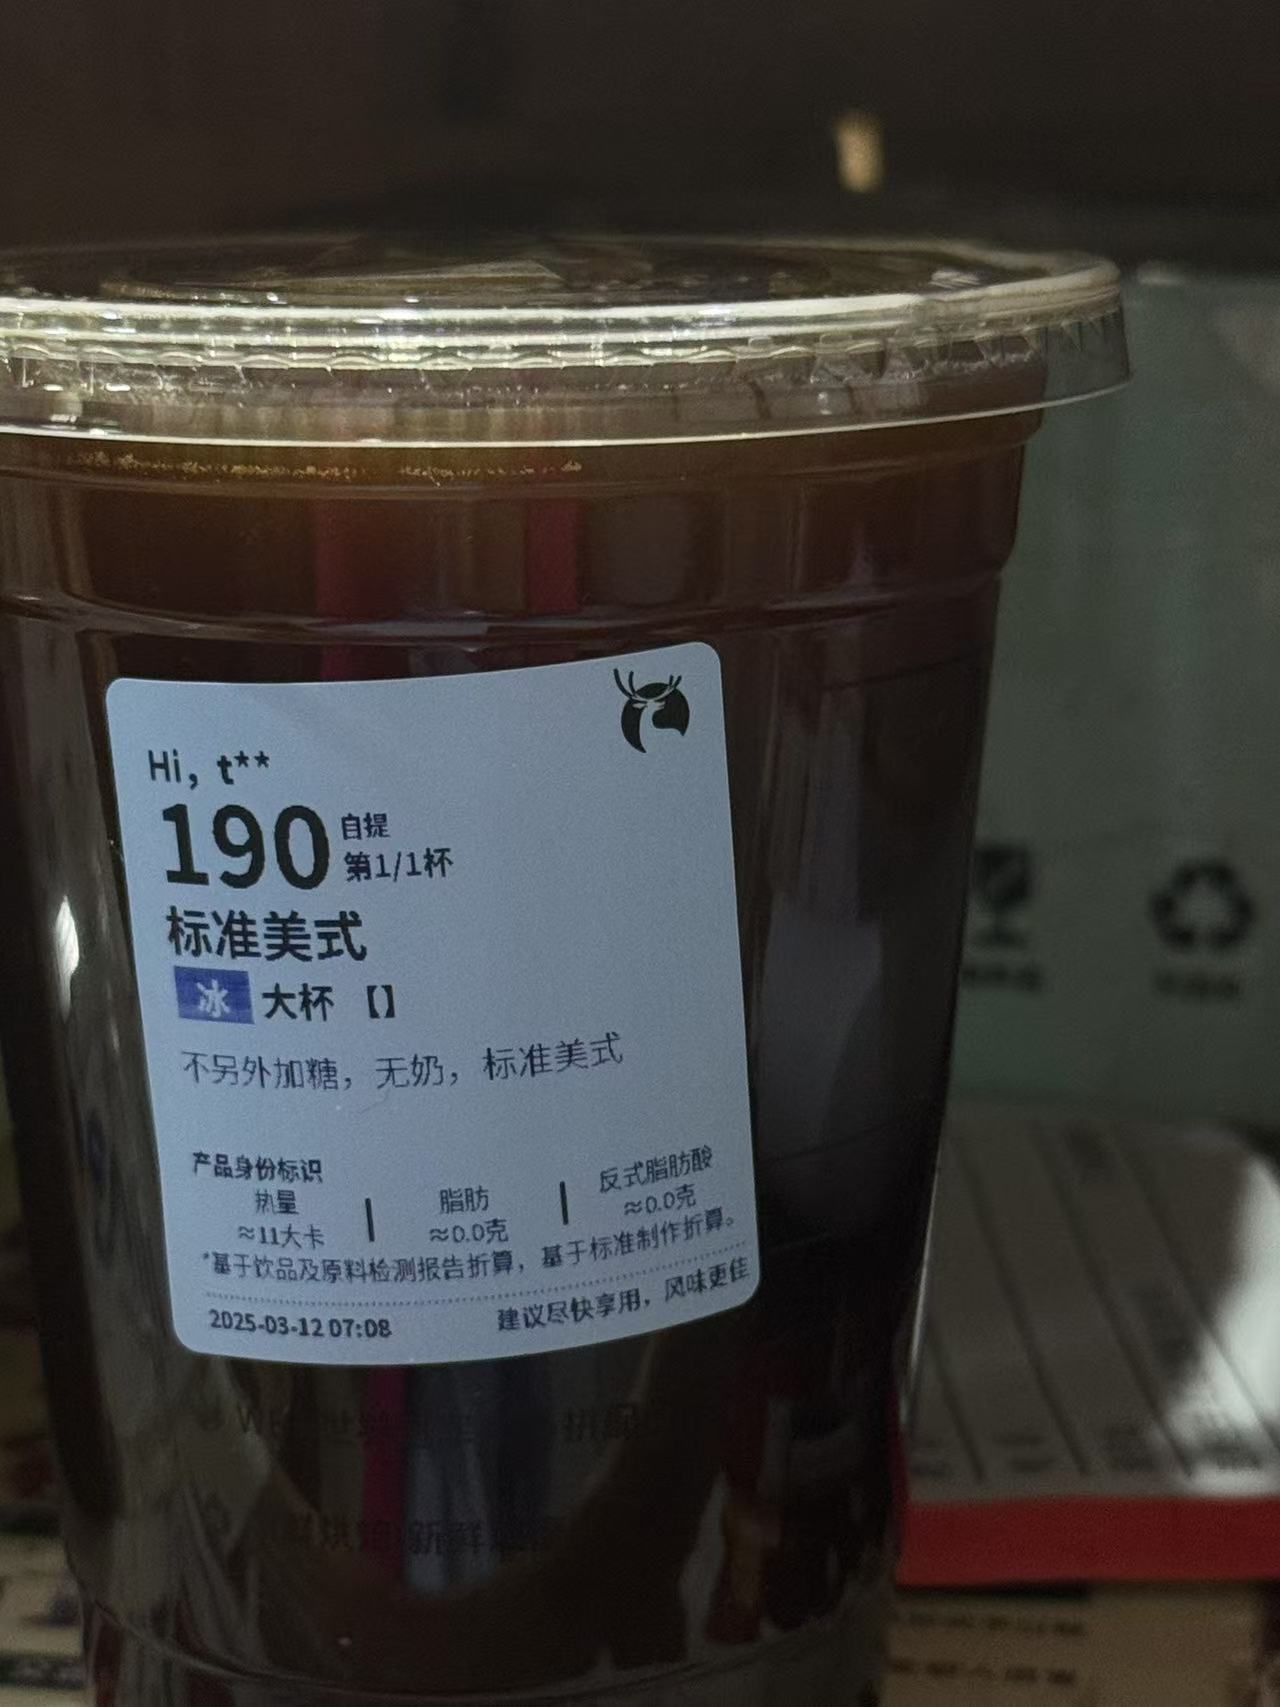 Hi, t**
190 自提
第1/1杯
标准美式
冰 大杯 【】
不另外加糖，无奶，标准美式
产品身份标识
热量 | 脂肪 | 反式脂肪酸
≈11大卡 ≈0.0克 ≈0.0克
*基于饮品及原料检测报告折算，基于标准制作折算。
2025-03-12 07:08 建议尽快享用，风味更佳